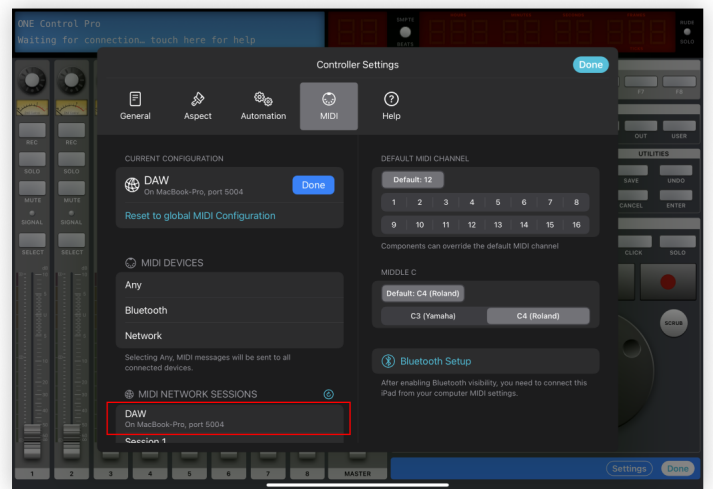 ONE Control Pro
Waiting for connection… touch here for help
SMPTE
BEATS
RUDE
SOLO
Controller Settings
Done
General
Aspect
Automation
MIDI
Help
F7
F8
OUT
USER
UTILITIES
SAVE
UNDO
CANCEL
ENTER
CLICK
SOLO
SCRUB
REC
REC
SOLO
SOLO
MUTE
MUTE
SIGNAL
SIGNAL
SELECT
SELECT
CURRENT CONFIGURATION
DAW
On MacBook-Pro, port 5004
Done
Reset to global MIDI Configuration
MIDI DEVICES
Any
Bluetooth
Network
Selecting Any, MIDI messages will be sent to all
connected devices.
MIDI NETWORK SESSIONS
DAW
On MacBook-Pro, port 5004
Session 1
DEFAULT MIDI CHANNEL
Default: 12
1 2 3 4 5 6 7 8
9 10 11 12 13 14 15 16
Components can override the default MIDI channel
MIDDLE C
Default: C4 (Roland)
C3 (Yamaha)
C4 (Roland)
Bluetooth Setup
After enabling Bluetooth visibility, you need to connect this
iPad from your computer MIDI settings.
1 2 3 4 5 6 7 8 MASTER
Settings
Done